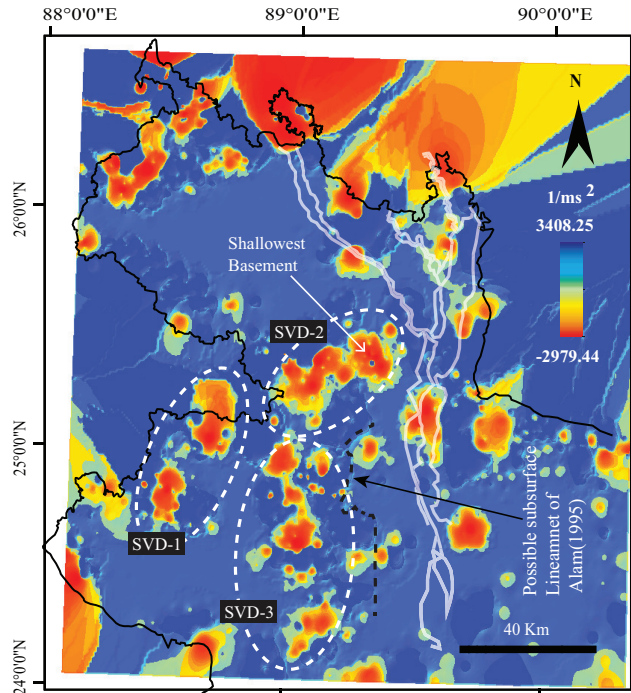 88°0'0"E
89°0'0"E
90°0'0"E
N
26°0'0"N
1/ms 2
3408.25
-2979.44
Shallowest
Basement
SVD-2
25°0'0"N
SVD-1
Possible subsurface
Lineamnet of
Alam(1995)
SVD-3
40 Km
24°0'0"N